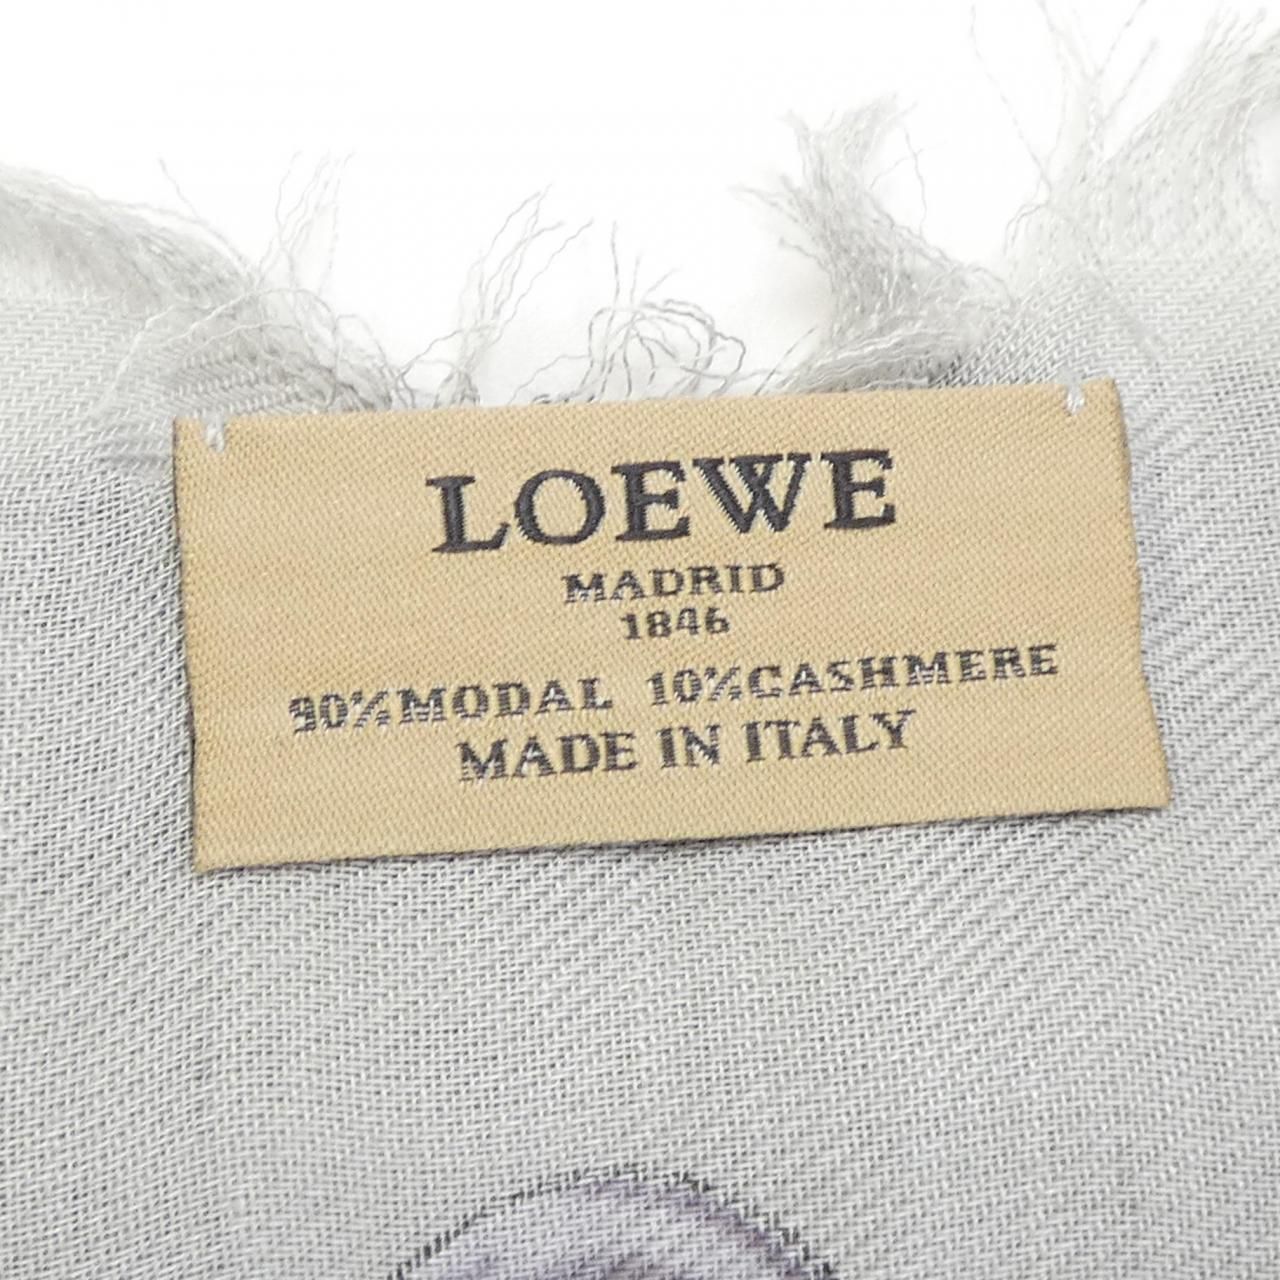 LOEWE
MADRID
1846
90%MODAL 10%CASHMERE
MADE IN ITALY